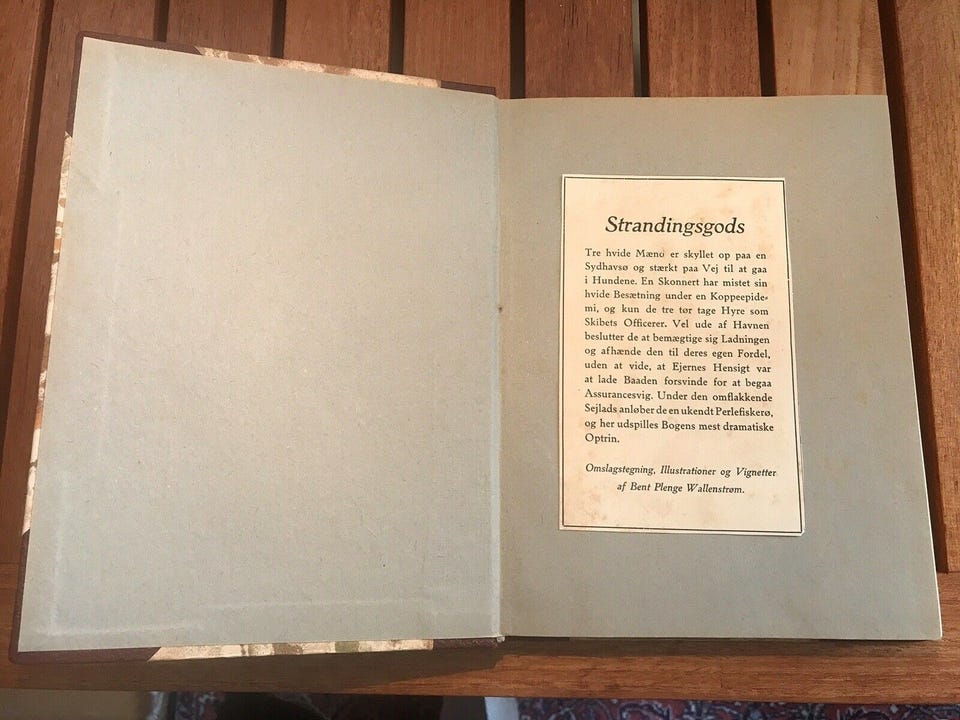 Strandingsgods
Tre hvide Mænd er skyllet op paa en
Sydhavsø og stærkt paa Vej til at gaa
i Hundene. En Skonnert har mistet sin
hvide Besætning under en Koppeepide-
mi, og kun de tre tør tage Hyre som
Skibets Officerer. Vel ude af Havnen
beslutter de at bemægtige sig Ladningen
og afhænde den til deres egen Fordel,
uden at vide, at Ejernes Hensigt var
at lade Baaden forsvinde for at begaa
Assurancesvig. Under den omflakkende
Sejlads anløber de en ukendt Perlefiskerø,
og her udspilles Bogens mest dramatiske
Optrin.
Omslagstegning, Illustrationer og Vignetter
af Bent Plenge Wallenstrøm.